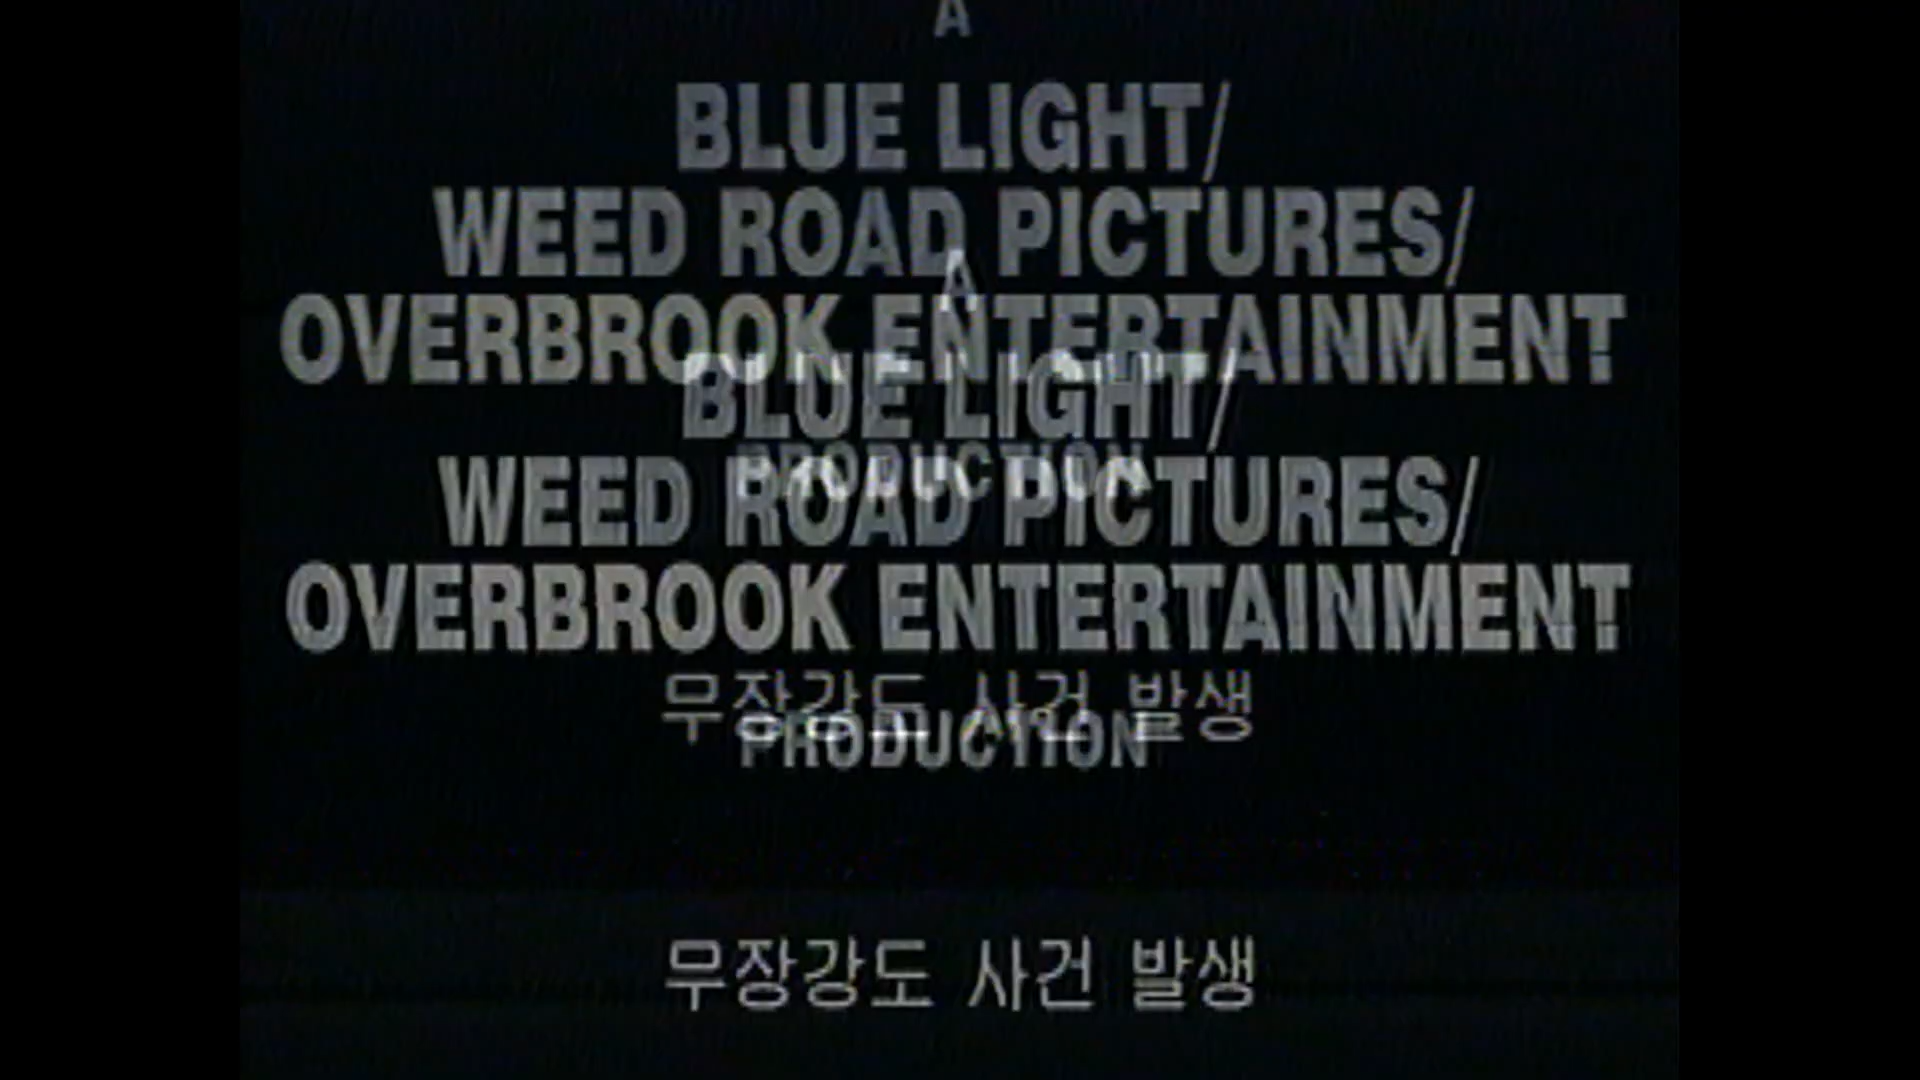 A
BLUE LIGHT/
WEED ROAD PICTURES/
OVERBROOK ENTERTAINMENT
PRODUCTION
무장강도 사건 발생
A
BLUE LIGHT/
WEED ROAD PICTURES/
OVERBROOK ENTERTAINMENT
PRODUCTION
무장강도 사건 발생